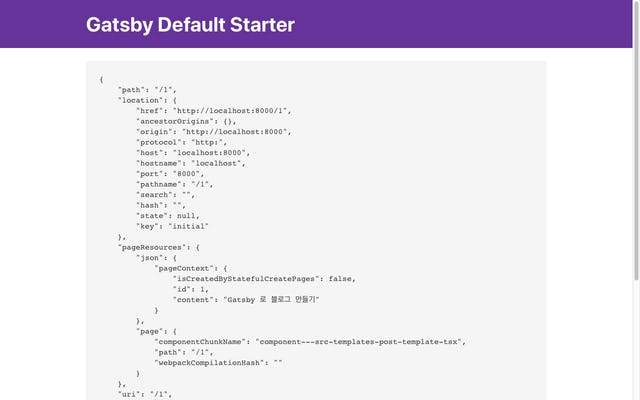 Gatsby Default Starter
{
"path": "/1",
"location": {
"href": "http://localhost:8000/1",
"ancestorOrigins": {},
"origin": "http://localhost:8000",
"protocol": "http:",
"host": "localhost:8000",
"hostname": "localhost",
"port": "8000",
"pathname": "/1",
"search": "",
"hash": "",
"state": null,
"key": "initial"
},
"pageResources": {
"json": {
"pageContext": {
"isCreatedByStatefulCreatePages": false,
"id": 1,
"content": "Gatsby 로 블로그 만들기"
}
},
"page": {
"componentChunkName": "component---src-templates-post-template-tsx",
"path": "/1",
"webpackCompilationHash": ""
}
},
"uri": "/1",